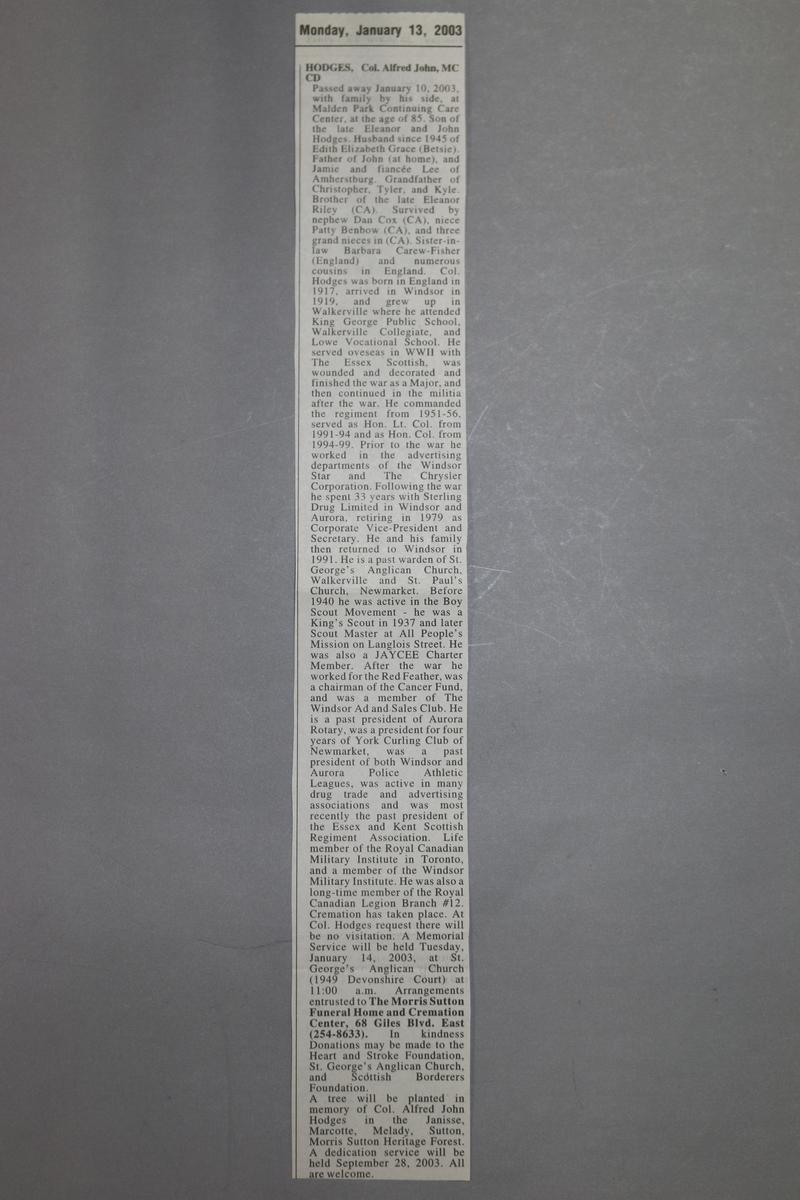 Monday, January 13, 2003
HODGES, Col. Alfred John, MC
CD
Passed away January 10, 2003,
with family by his side, at
Malden Park Continuing Care
Center, at the age of 85. Son of
the late Eleanor and John
Hodges. Husband since 1945 of
Edith Elizabeth Grace (Betsie).
Father of John (at home), and
Jamie and fiancée Lee of
Amherstburg. Grandfather of
Christopher, Tyler, and Kyle.
Brother of the late Eleanor
Riley (CA). Survived by
nephew Dan Cox (CA), niece
Patty Benbow (CA), and three
grand nieces in (CA). Sister-in-
law Barbara Carew-Fisher
(England) and numerous
cousins in England. Col.
Hodges was born in England in
1917, arrived in Windsor in
1919, and grew up in
Walkerville where he attended
King George Public School,
Walkerville Collegiate, and
Lowe Vocational School. He
served oveseas in WWII with
The Essex Scottish, was
wounded and decorated and
finished the war as a Major, and
then continued in the militia
after the war. He commanded
the regiment from 1951-56,
served as Hon. Lt. Col. from
1991-94 and as Hon. Col. from
1994-99. Prior to the war he
worked in the advertising
departments of the Windsor
Star and The Chrysler
Corporation. Following the war
he spent 33 years with Sterling
Drug Limited in Windsor and
Aurora, retiring in 1979 as
Corporate Vice-President and
Secretary. He and his family
then returned to Windsor in
1991. He is a past warden of St.
George's Anglican Church,
Walkerville and St. Paul's
Church, Newmarket. Before
1940 he was active in the Boy
Scout Movement - he was a
King's Scout in 1937 and later
Scout Master at All People's
Mission on Langlois Street. He
was also a JAYCEE Charter
Member. After the war he
worked for the Red Feather, was
a chairman of the Cancer Fund,
and was a member of The
Windsor Ad and Sales Club. He
is a past president of Aurora
Rotary, was a president for four
years of York Curling Club of
Newmarket, was a past
president of both Windsor and
Aurora Police Athletic
Leagues, was active in many
drug trade and advertising
associations and was most
recently the past president of
the Essex and Kent Scottish
Regiment Association. Life
member of the Royal Canadian
Military Institute in Toronto,
and a member of the Windsor
Military Institute. He was also a
long-time member of the Royal
Canadian Legion Branch #12.
Cremation has taken place. At
Col. Hodges request there will
be no visitation. A Memorial
Service will be held Tuesday,
January 14, 2003, at St.
George's Anglican Church
(1949 Devonshire Court) at
11:00 a.m. Arrangements
entrusted to The Morris Sutton
Funeral Home and Cremation
Center, 68 Giles Blvd. East
(254-8633). In kindness
Donations may be made to the
Heart and Stroke Foundation,
St. George's Anglican Church,
and Scottish Borderers
Foundation.
A tree will be planted in
memory of Col. Alfred John
Hodges in the Janisse,
Marcotte, Melady, Sutton,
Morris Sutton Heritage Forest.
A dedication service will be
held September 28, 2003. All
are welcome.